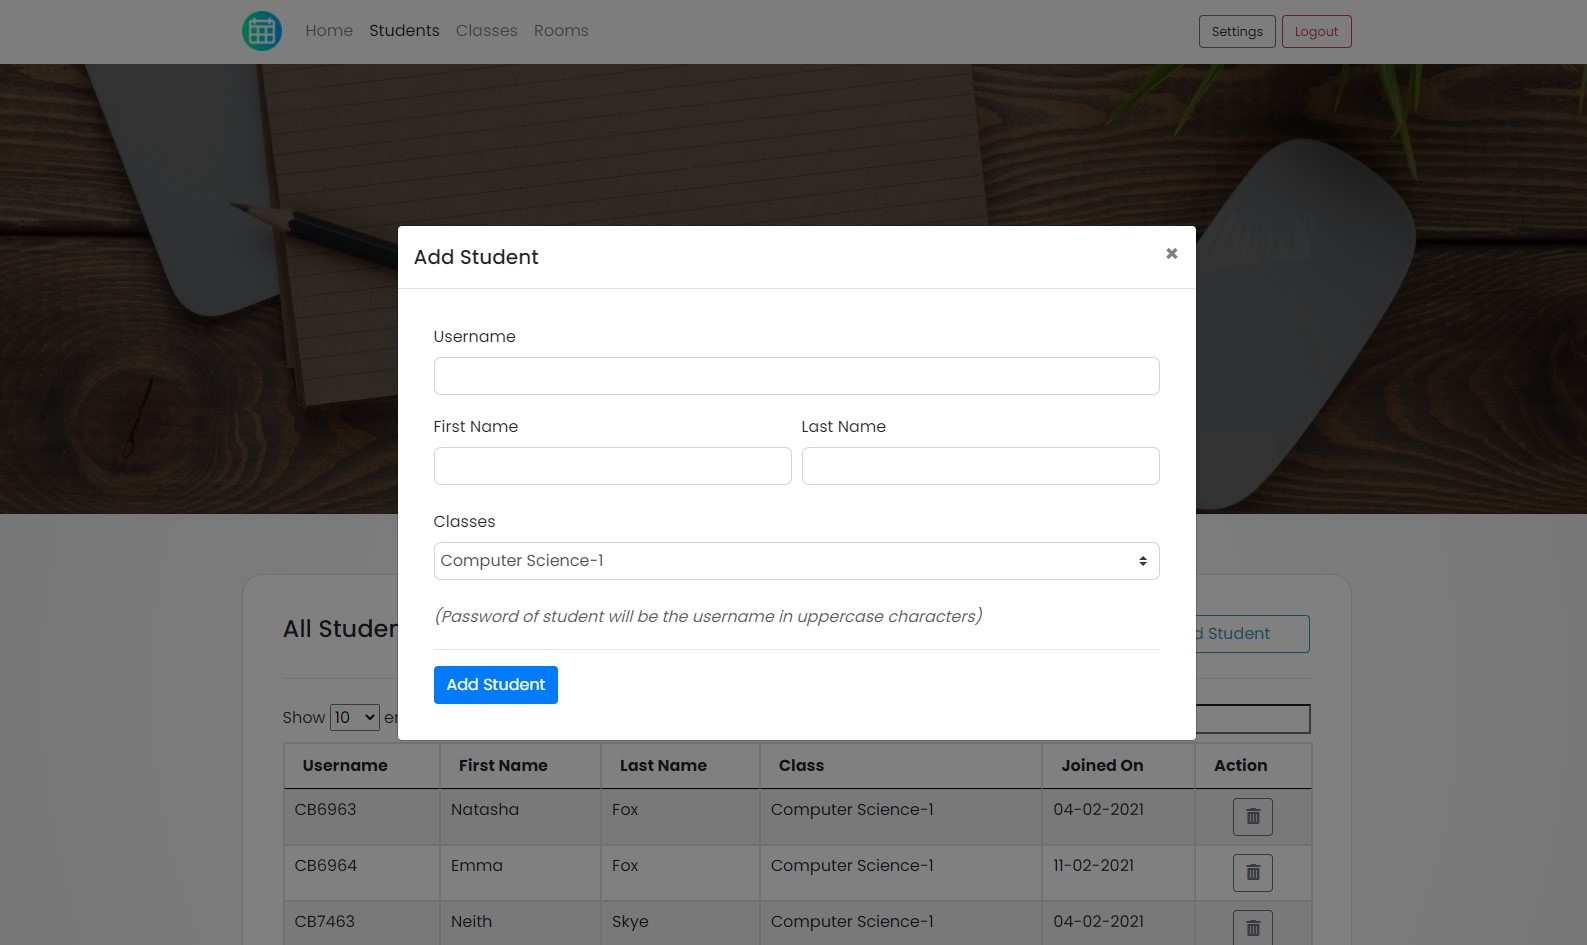 Home Students Classes Rooms Settings Logout
Add Student ✖
Username
First Name Last Name
Classes
Computer Science-1
(Password of student will be the username in uppercase characters)
Add Student
All Studen
d Student
Show 10 en
Username First Name Last Name Class Joined On Action
CB6963 Natasha Fox Computer Science-1 04-02-2021
CB6964 Emma Fox Computer Science-1 11-02-2021
CB7463 Neith Skye Computer Science-1 04-02-2021